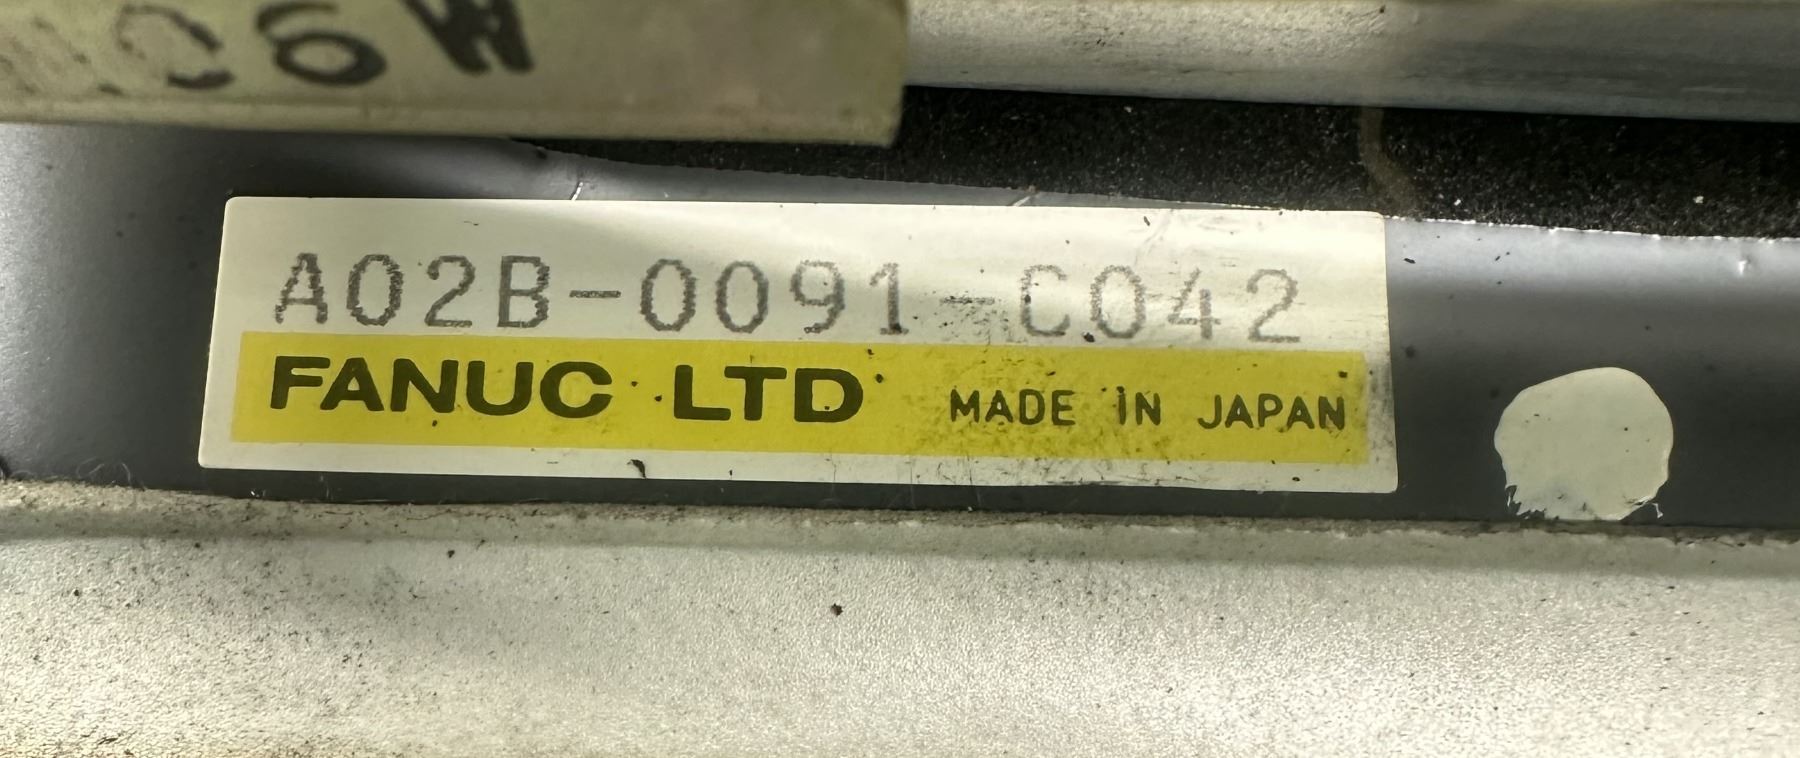 A02B-0091-C042
FANUC LTD MADE IN JAPAN